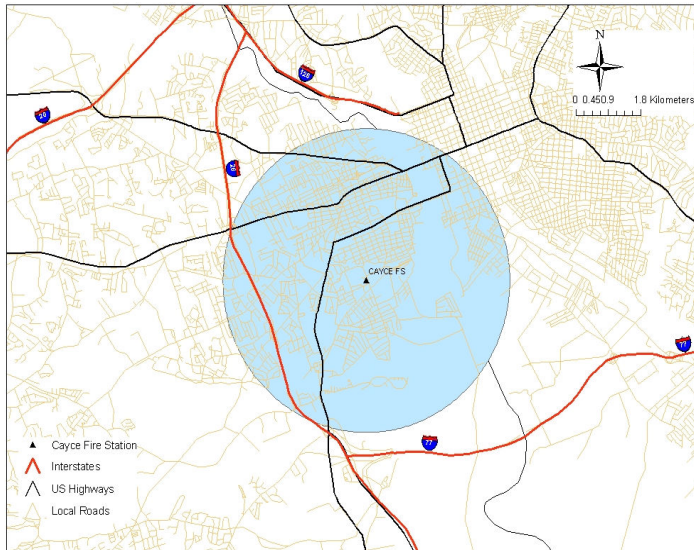 N
0 0.450.9 1.8 Kilometers
126
20
26
CAYCE FS
77
77
Cayce Fire Station
Interstates
US Highways
Local Roads